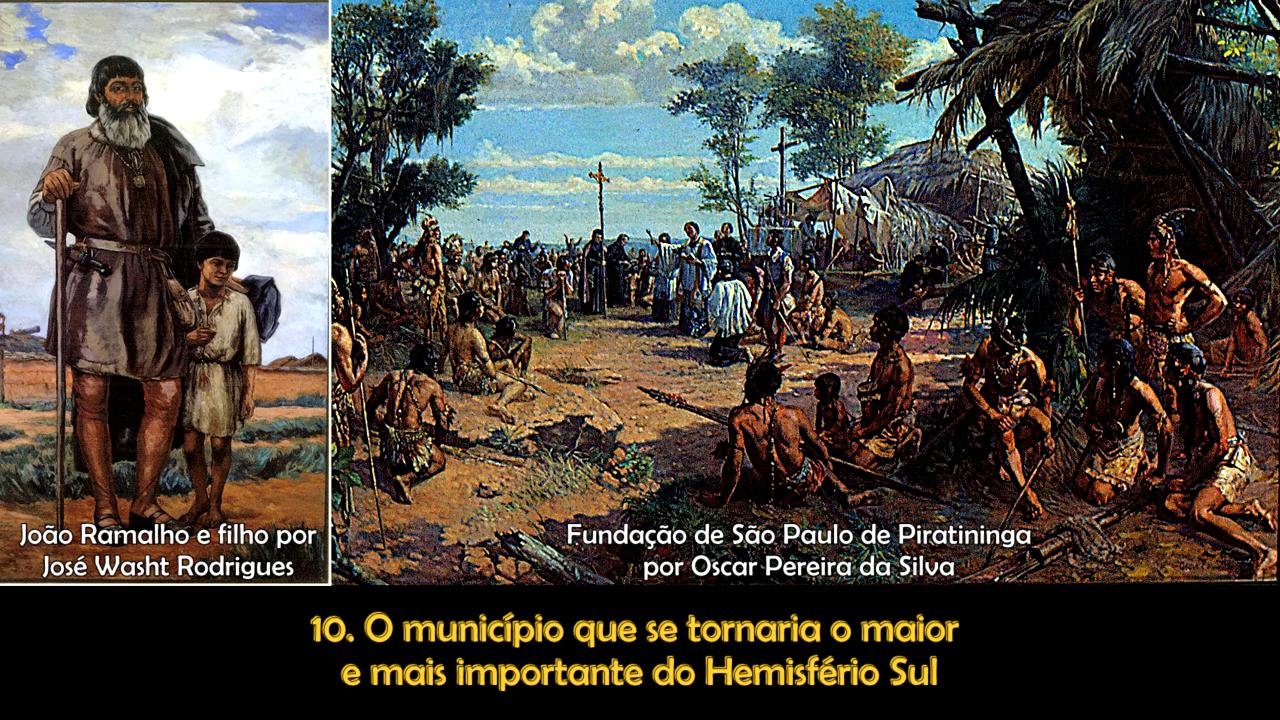 João Ramalho e filho por
José Washt Rodrigues
Fundação de São Paulo de Piratininga
por Oscar Pereira da Silva
10. O município que se tornaria o maior
e mais importante do Hemisfério Sul